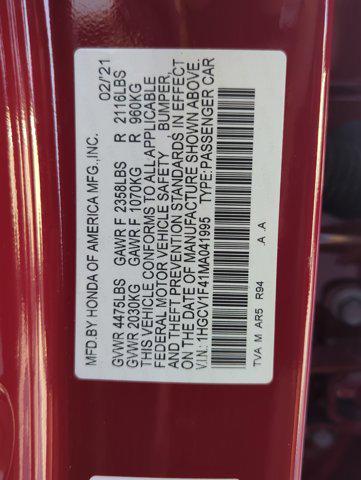 MFD.BY HONDA OF AMERICA MFG.,INC. 02/'21
GVWR 4475LBS GAWR F 2358LBS R 2116LBS
GVWR 2030KG GAWR F 1070KG R 960KG
THIS VEHICLE CONFORMS TO ALL APPLICABLE
FEDERAL MOTOR VEHICLE SAFETY, BUMPER,
AND THEFT PREVENTION STANDARDS IN EFFECT
ON THE DATE OF MANUFACTURE SHOWN ABOVE.
V.I.N.: 1HGCV1F41MA041995 TYPE:PASSENGER CAR
TVA M AR5 R94 .A .A